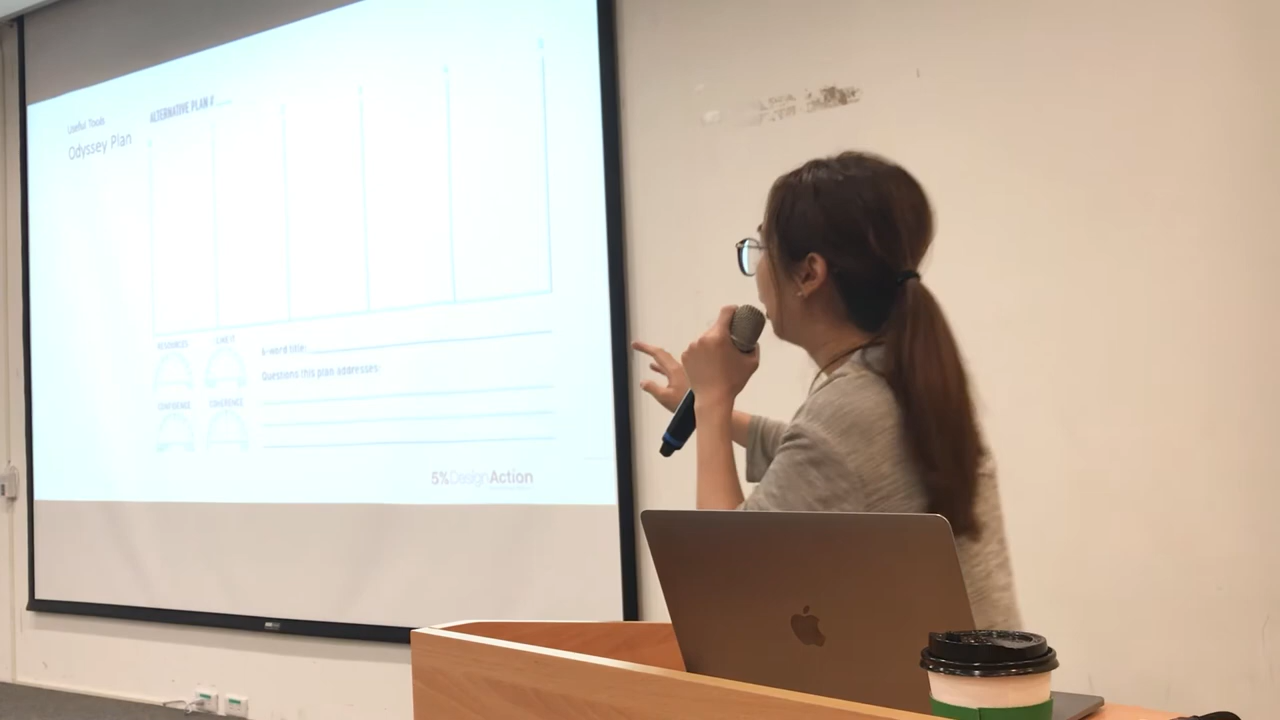 Useful Tools
Odyssey Plan
ALTERNATIVE PLAN #
RESOURCES
LIKE IT
CONFIDENCE
COHERENCE
6-word title:
Questions this plan addresses:
5%DesignAction